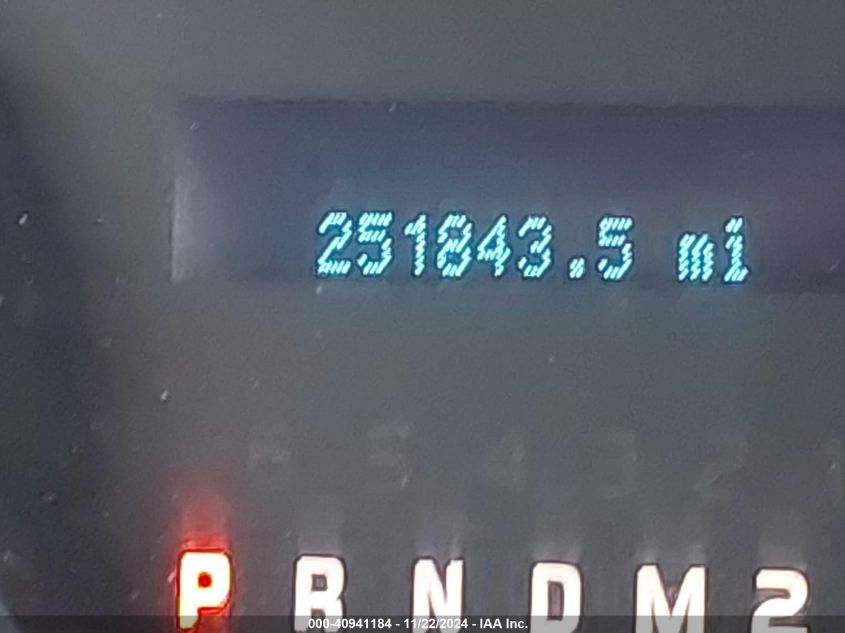 251843.5 mi
P R N D M 2
000-40941184 - 11/22/2024 - IAA Inc.